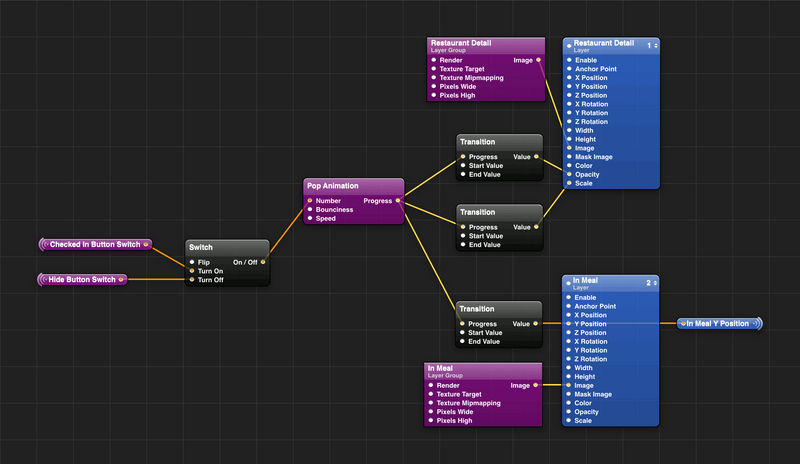 Restaurant Detail
Layer Group
Render Image
Texture Target
Texture Mipmapping
Pixels Wide
Pixels High
Restaurant Detail 1
Layer
Enable
Anchor Point
X Position
Y Position
Z Position
X Rotation
Y Rotation
Z Rotation
Width
Height
Image
Mask Image
Color
Opacity
Scale
Transition
Progress Value
Start Value
End Value
Pop Animation
Number Progress
Bounciness
Speed
Transition
Progress Value
Start Value
End Value
Checked In Button Switch
Hide Button Switch
Switch
Flip On / Off
Turn On
Turn Off
Transition
Progress Value
Start Value
End Value
In Meal 2
Layer
Enable
Anchor Point
X Position
Y Position
Z Position
X Rotation
Y Rotation
Z Rotation
Width
Height
Image
Mask Image
Color
Opacity
Scale
In Meal Y Position
In Meal
Layer Group
Render Image
Texture Target
Texture Mipmapping
Pixels Wide
Pixels High